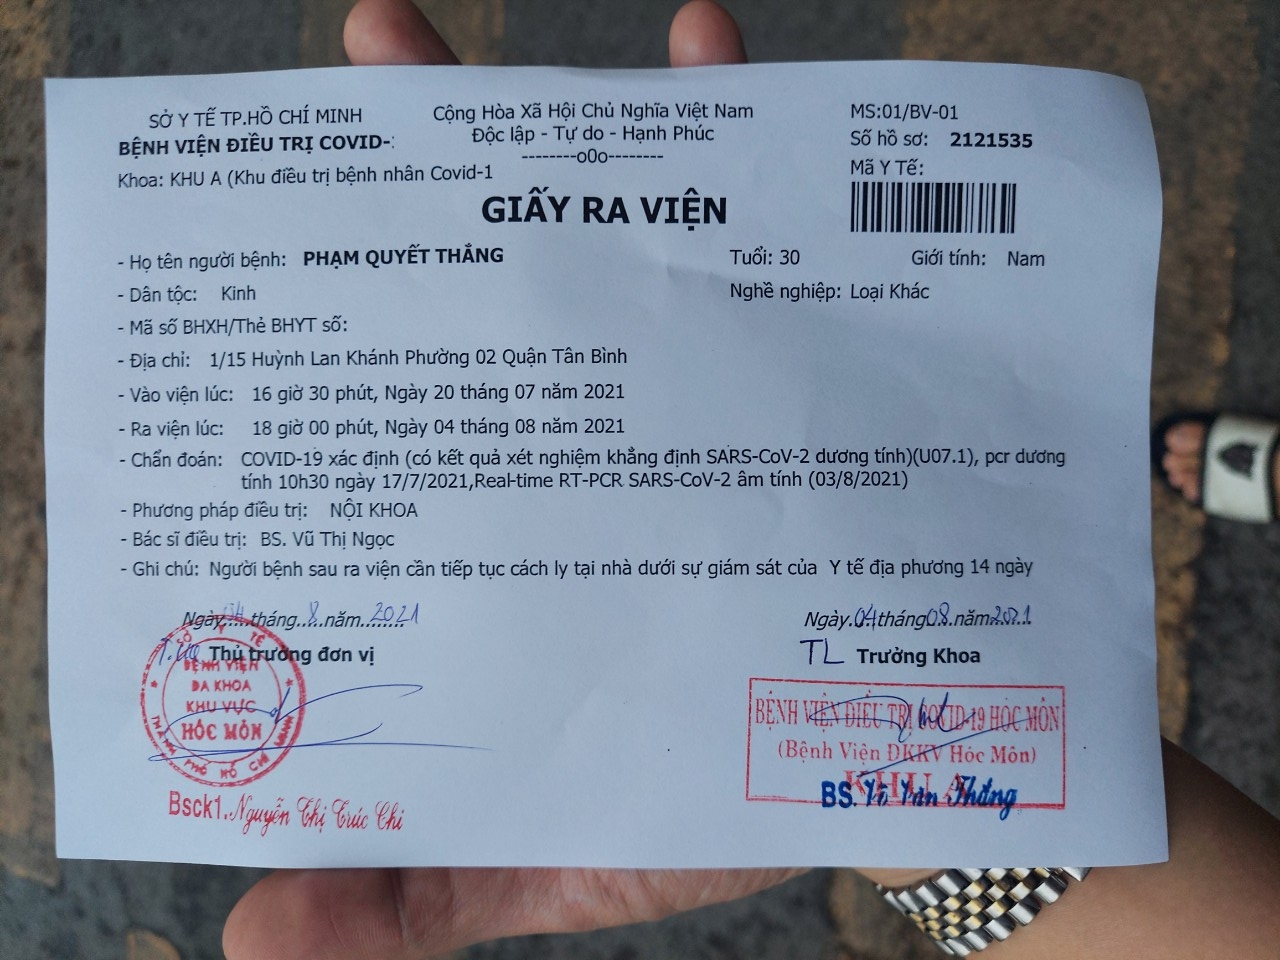 SỞ Y TẾ TP.HỒ CHÍ MINH
BỆNH VIỆN ĐIỀU TRỊ COVID-
Khoa: KHU A (Khu điều trị bệnh nhân Covid-1
Cộng Hòa Xã Hội Chủ Nghĩa Việt Nam
Độc lập - Tự do - Hạnh Phúc
--------o0o--------
MS:01/BV-01
Số hồ sơ: 2121535
Mã Y Tế:
GIẤY RA VIỆN
- Họ tên người bệnh: PHẠM QUYẾT THẮNG Tuổi: 30 Giới tính: Nam
- Dân tộc: Kinh Nghề nghiệp: Loại Khác
- Mã số BHXH/Thẻ BHYT số:
- Địa chỉ: 1/15 Huỳnh Lan Khánh Phường 02 Quận Tân Bình
- Vào viện lúc: 16 giờ 30 phút, Ngày 20 tháng 07 năm 2021
- Ra viện lúc: 18 giờ 00 phút, Ngày 04 tháng 08 năm 2021
- Chẩn đoán: COVID-19 xác định (có kết quả xét nghiệm khẳng định SARS-CoV-2 dương tính)(U07.1), pcr dương
tính 10h30 ngày 17/7/2021,Real-time RT-PCR SARS-CoV-2 âm tính (03/8/2021)
- Phương pháp điều trị: NỘI KHOA
- Bác sĩ điều trị: BS. Vũ Thị Ngọc
- Ghi chú: Người bệnh sau ra viện cần tiếp tục cách ly tại nhà dưới sự giám sát của Y tế địa phương 14 ngày
Ngày..04..tháng..8..năm..2021
Thủ trưởng đơn vị
SỞ Y TẾ
BỆNH VIỆN
ĐA KHOA
KHU VỰC
HÓC MÔN
THÀNH PHỐ HỒ CHÍ MINH
Bsck1. Nguyễn Thị Trúc Chi
Ngày.04tháng08.năm2021
TL Trưởng Khoa
BỆNH VIỆN ĐIỀU TRỊ COVID-19 HÓC MÔN
(Bệnh Viện ĐKKV Hóc Môn)
KHU A
BS. Văn Thắng